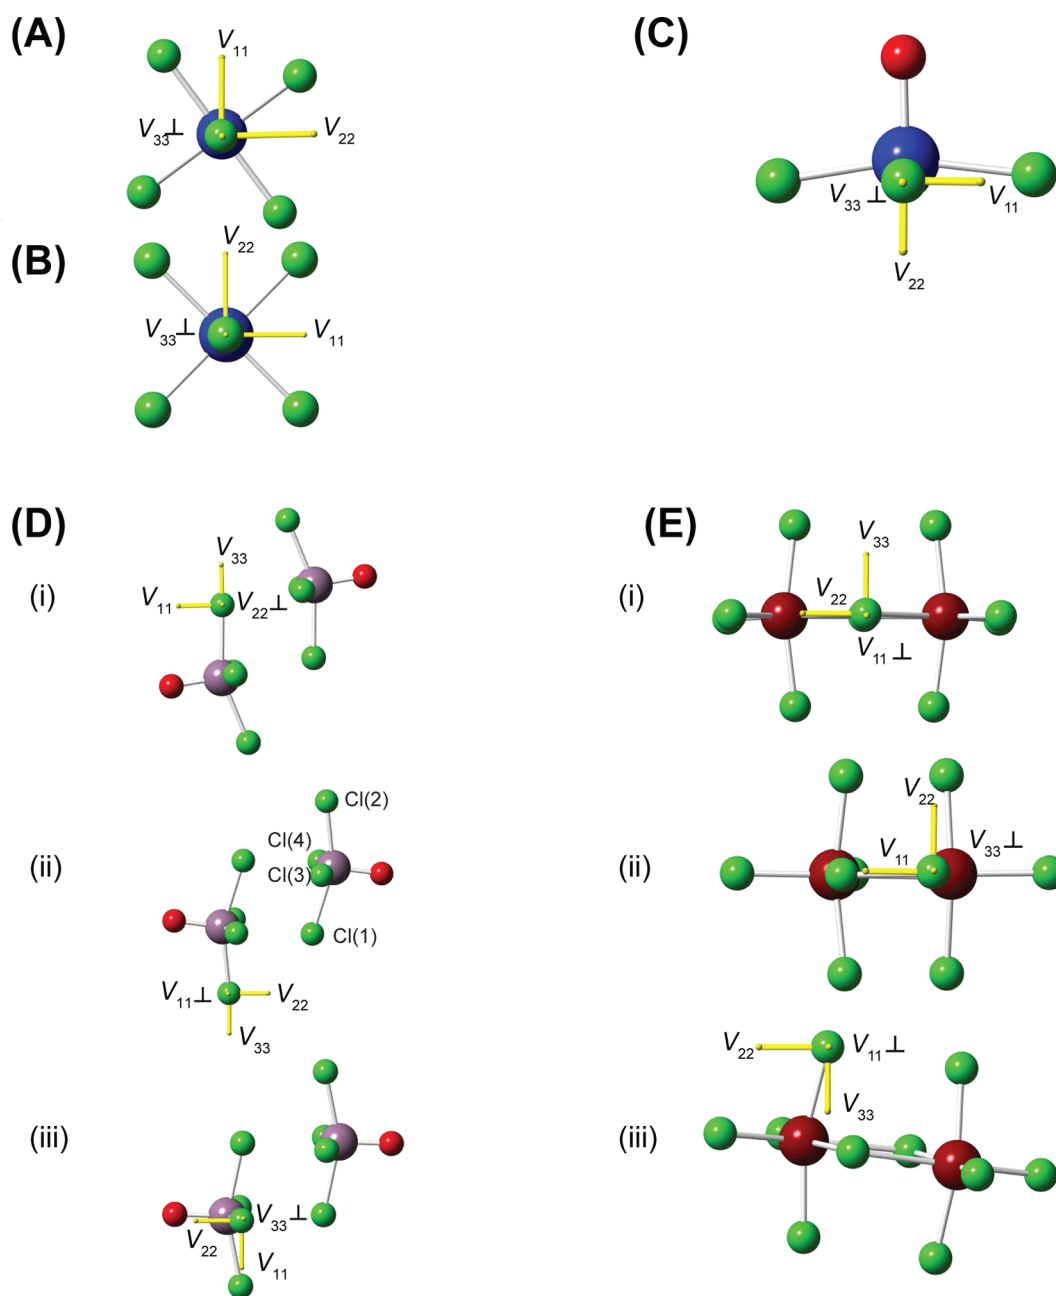 (A)
V11
V33⊥
V22
(B)
V22
V33⊥
V11
(C)
V33⊥
V11
V22
(D)
(i)
V33
V11
V22⊥
(ii)
Cl(2)
Cl(4)
Cl(3)
Cl(1)
V11⊥
V22
V33
(iii)
V33⊥
V22
V11
(E)
(i)
V33
V22
V11⊥
(ii)
V22
V11
V33⊥
(iii)
V22
V11⊥
V33